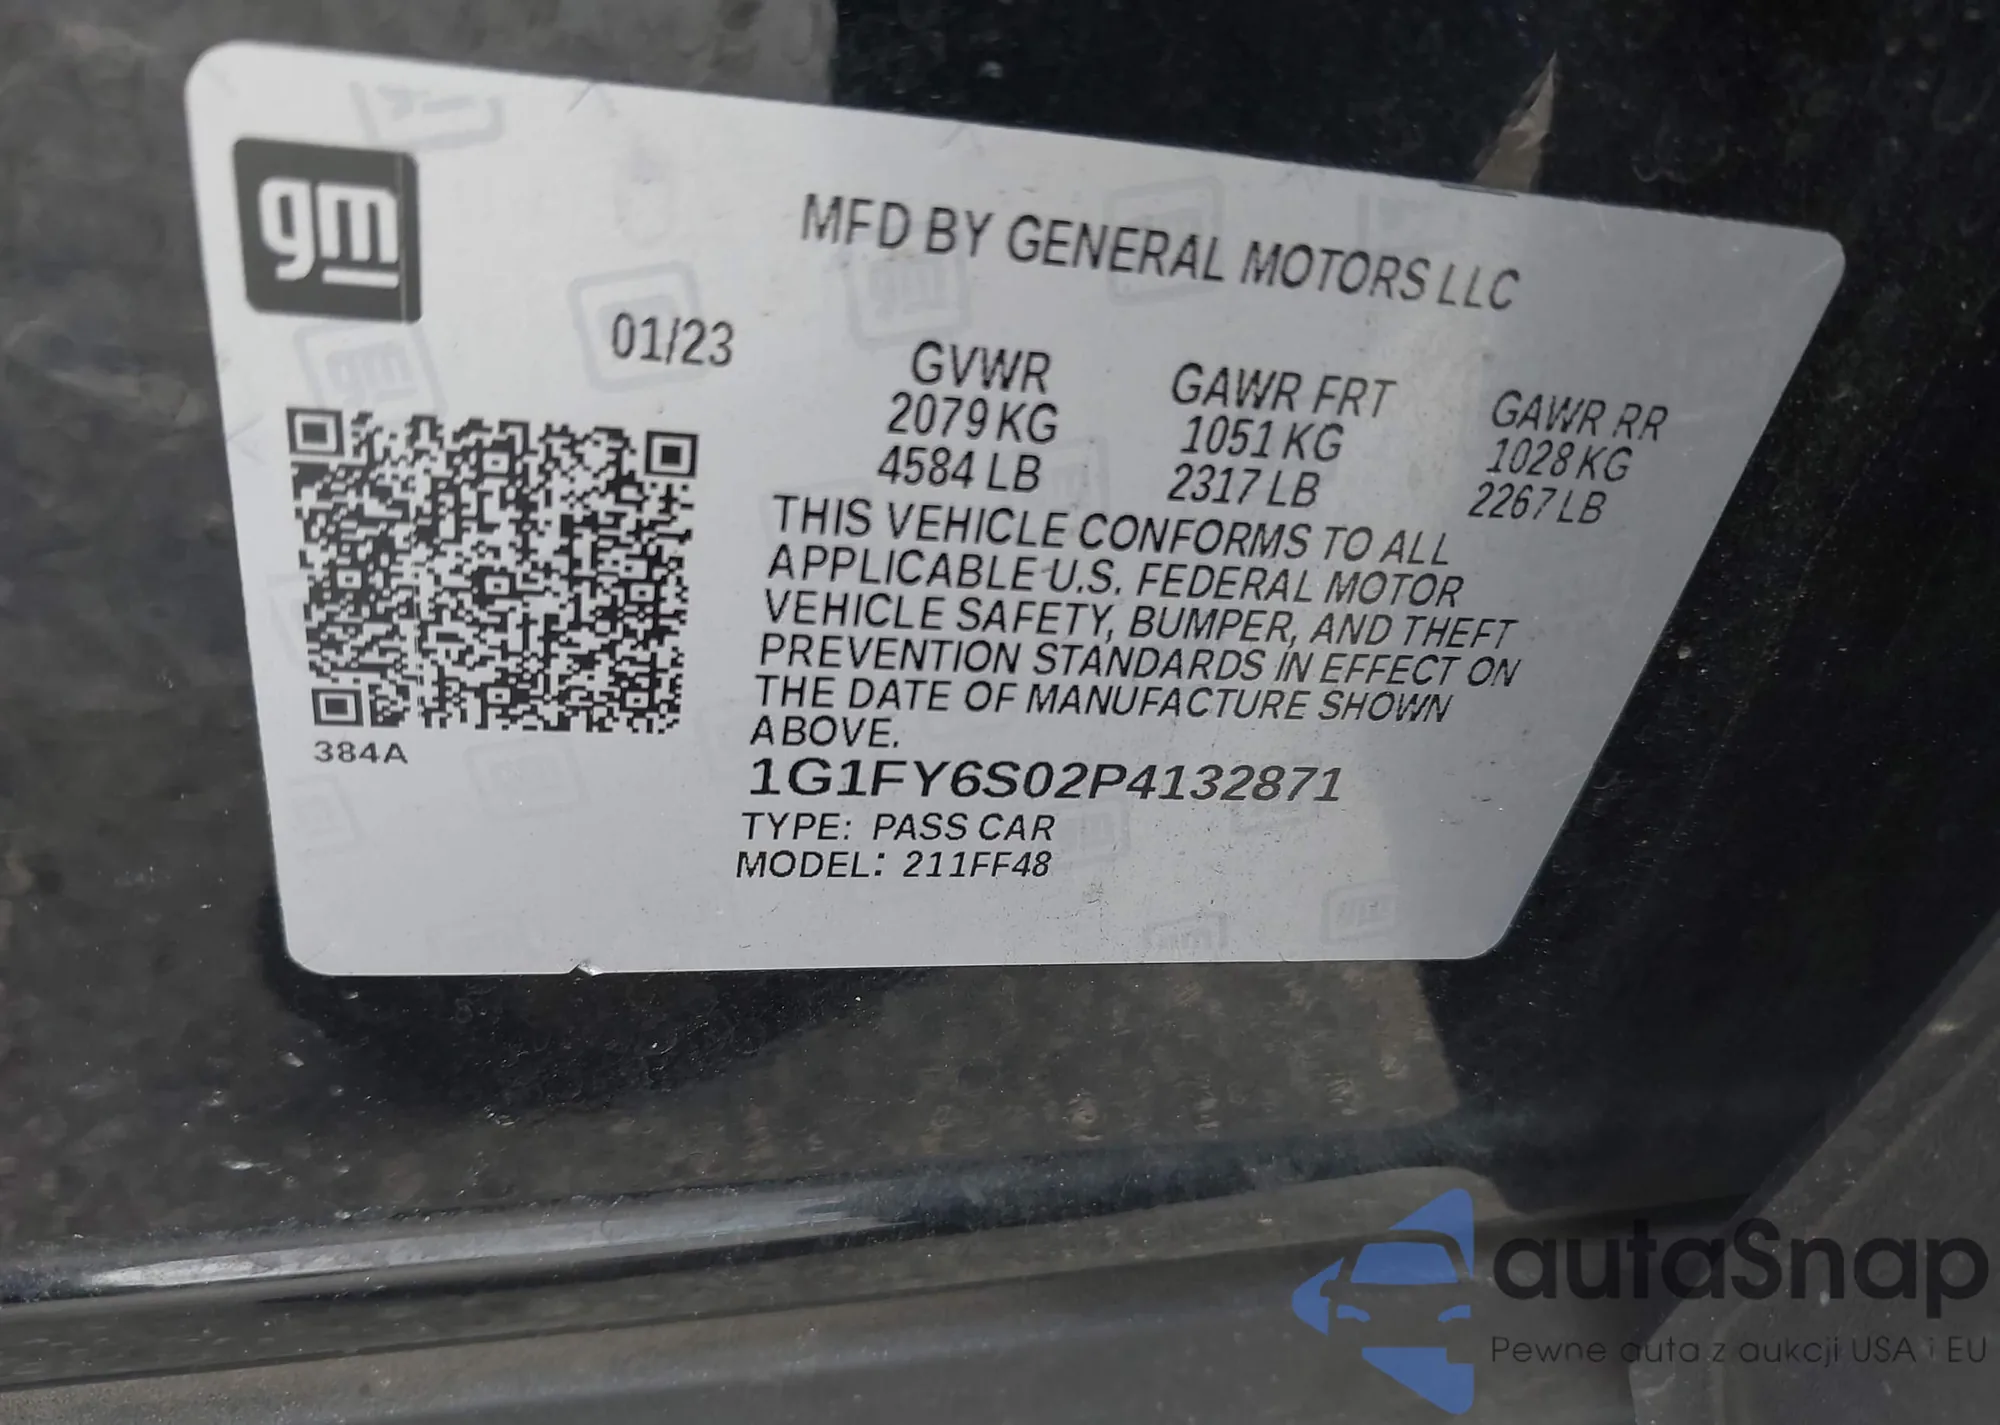 gm
MFD BY GENERAL MOTORS LLC
01/23
GVWR GAWR FRT GAWR RR
2079 KG 1051 KG 1028 KG
4584 LB 2317 LB 2267 LB
THIS VEHICLE CONFORMS TO ALL
APPLICABLE U.S. FEDERAL MOTOR
VEHICLE SAFETY, BUMPER, AND THEFT
PREVENTION STANDARDS IN EFFECT ON
THE DATE OF MANUFACTURE SHOWN
ABOVE.
384A
1G1FY6S02P4132871
TYPE: PASS CAR
MODEL: 211FF48
autaSnap
Pewne auta z aukcji USA i EU